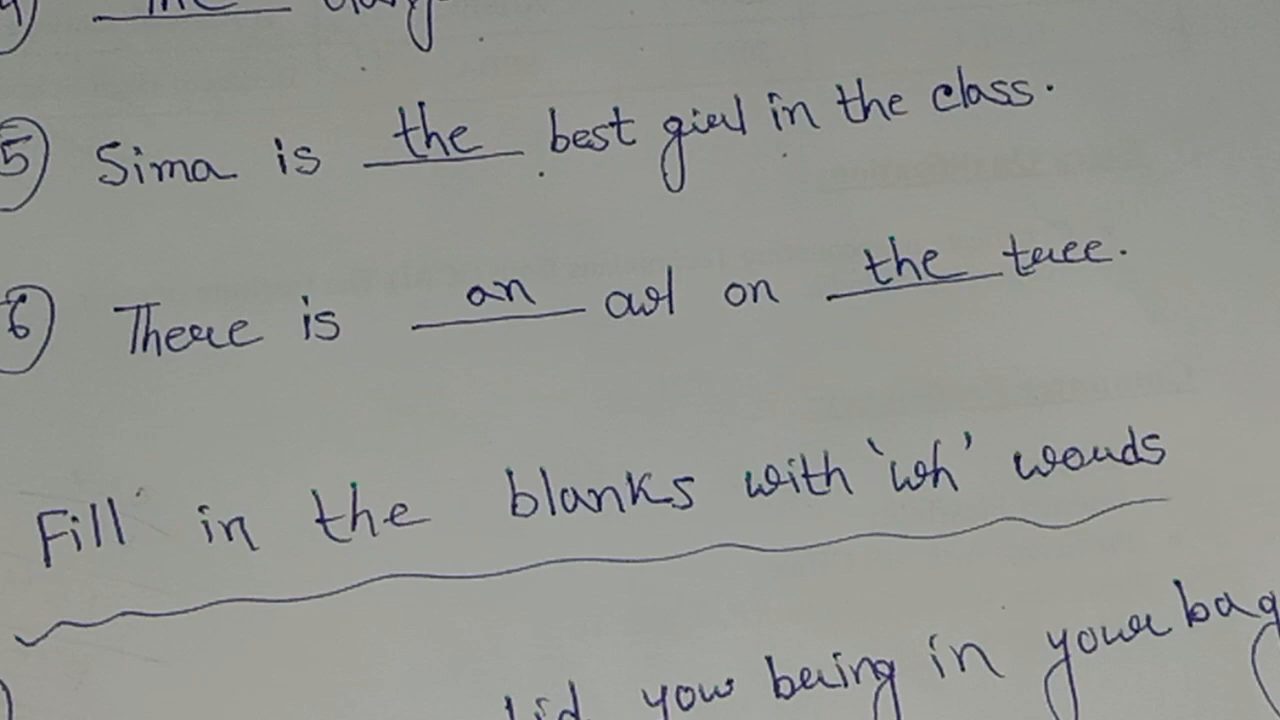 5) Sima is the best girl in the class.
6) There is an owl on the tree.
Fill in the blanks with 'wh' words
did you bring in your bag